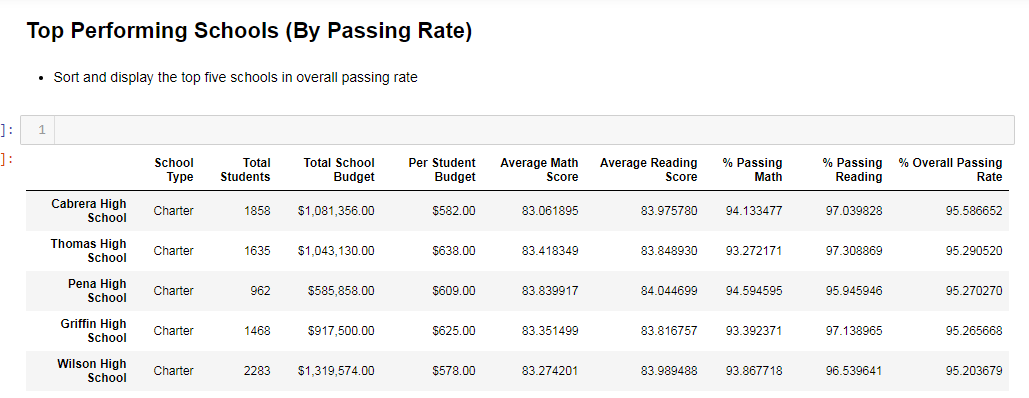 Top Performing Schools (By Passing Rate)
• Sort and display the top five schools in overall passing rate
]: 1
]:
School Type Total Students Total School Budget Per Student Budget Average Math Score Average Reading Score % Passing Math % Passing Reading % Overall Passing Rate
Cabrera High School Charter 1858 $1,081,356.00 $582.00 83.061895 83.975780 94.133477 97.039828 95.586652
Thomas High School Charter 1635 $1,043,130.00 $638.00 83.418349 83.848930 93.272171 97.308869 95.290520
Pena High School Charter 962 $585,858.00 $609.00 83.839917 84.044699 94.594595 95.945946 95.270270
Griffin High School Charter 1468 $917,500.00 $625.00 83.351499 83.816757 93.392371 97.138965 95.265668
Wilson High School Charter 2283 $1,319,574.00 $578.00 83.274201 83.989488 93.867718 96.539641 95.203679